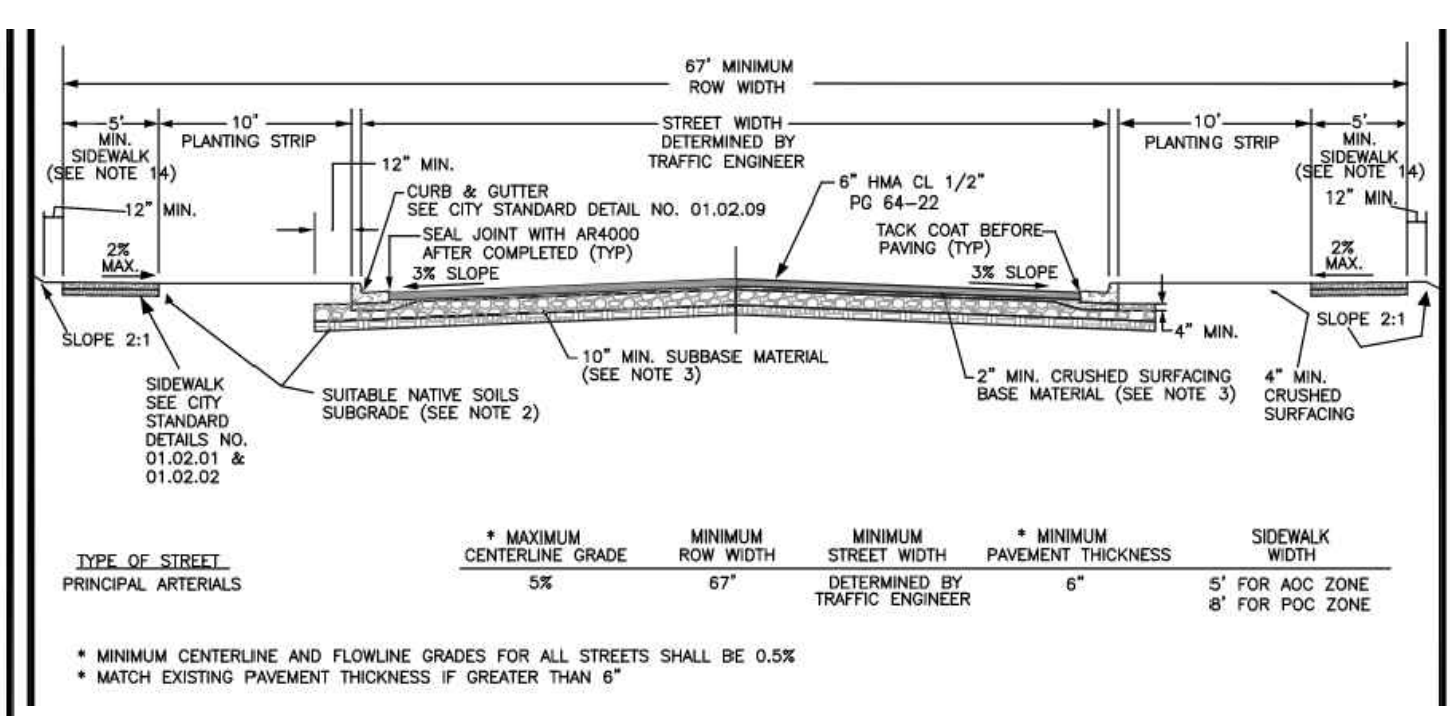 67' MINIMUM
ROW WIDTH
5'
MIN.
SIDEWALK
(SEE NOTE 14)
10"
PLANTING STRIP
STREET WIDTH
DETERMINED BY
TRAFFIC ENGINEER
10'
PLANTING STRIP
5'
MIN.
SIDEWALK
(SEE NOTE 14)
12" MIN.
12" MIN.
CURB & GUTTER
SEE CITY STANDARD DETAIL NO. 01.02.09
SEAL JOINT WITH AR4000
AFTER COMPLETED (TYP)
6" HMA CL 1/2"
PG 64-22
TACK COAT BEFORE
PAVING (TYP)
12" MIN.
2%
MAX.
3% SLOPE
3% SLOPE
2%
MAX.
SLOPE 2:1
SIDEWALK
SEE CITY
STANDARD
DETAILS NO.
01.02.01 &
01.02.02
SUITABLE NATIVE SOILS
SUBGRADE (SEE NOTE 2)
10" MIN. SUBBASE MATERIAL
(SEE NOTE 3)
2" MIN. CRUSHED SURFACING
BASE MATERIAL (SEE NOTE 3)
4" MIN.
4" MIN.
CRUSHED
SURFACING
SLOPE 2:1
TYPE OF STREET * MAXIMUM CENTERLINE GRADE MINIMUM ROW WIDTH MINIMUM STREET WIDTH * MINIMUM PAVEMENT THICKNESS SIDEWALK WIDTH
PRINCIPAL ARTERIALS 5% 67" DETERMINED BY TRAFFIC ENGINEER 6" 5' FOR AOC ZONE
8' FOR POC ZONE
* MINIMUM CENTERLINE AND FLOWLINE GRADES FOR ALL STREETS SHALL BE 0.5%
* MATCH EXISTING PAVEMENT THICKNESS IF GREATER THAN 6"